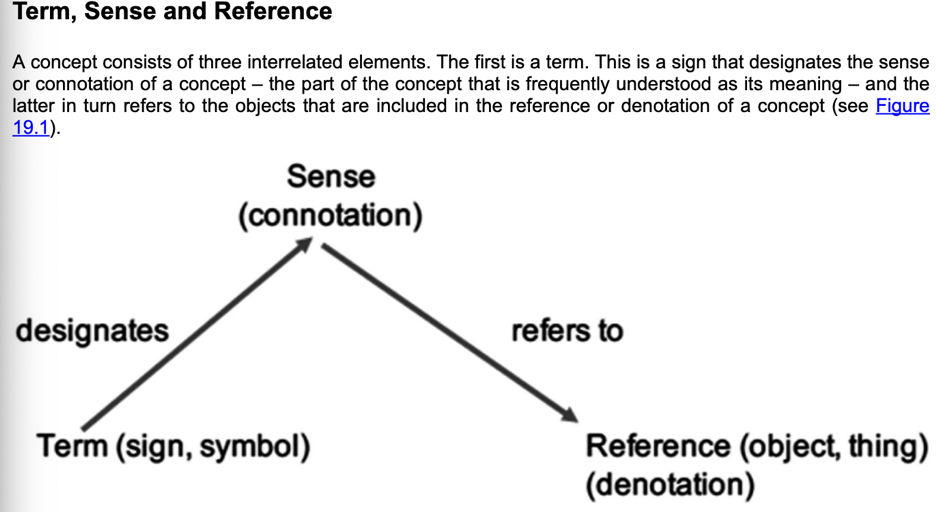 Term, Sense and Reference
A concept consists of three interrelated elements. The first is a term. This is a sign that designates the sense
or connotation of a concept – the part of the concept that is frequently understood as its meaning – and the
latter in turn refers to the objects that are included in the reference or denotation of a concept (see Figure
19.1).
Sense
(connotation)
designates
refers to
Term (sign, symbol)
Reference (object, thing)
(denotation)